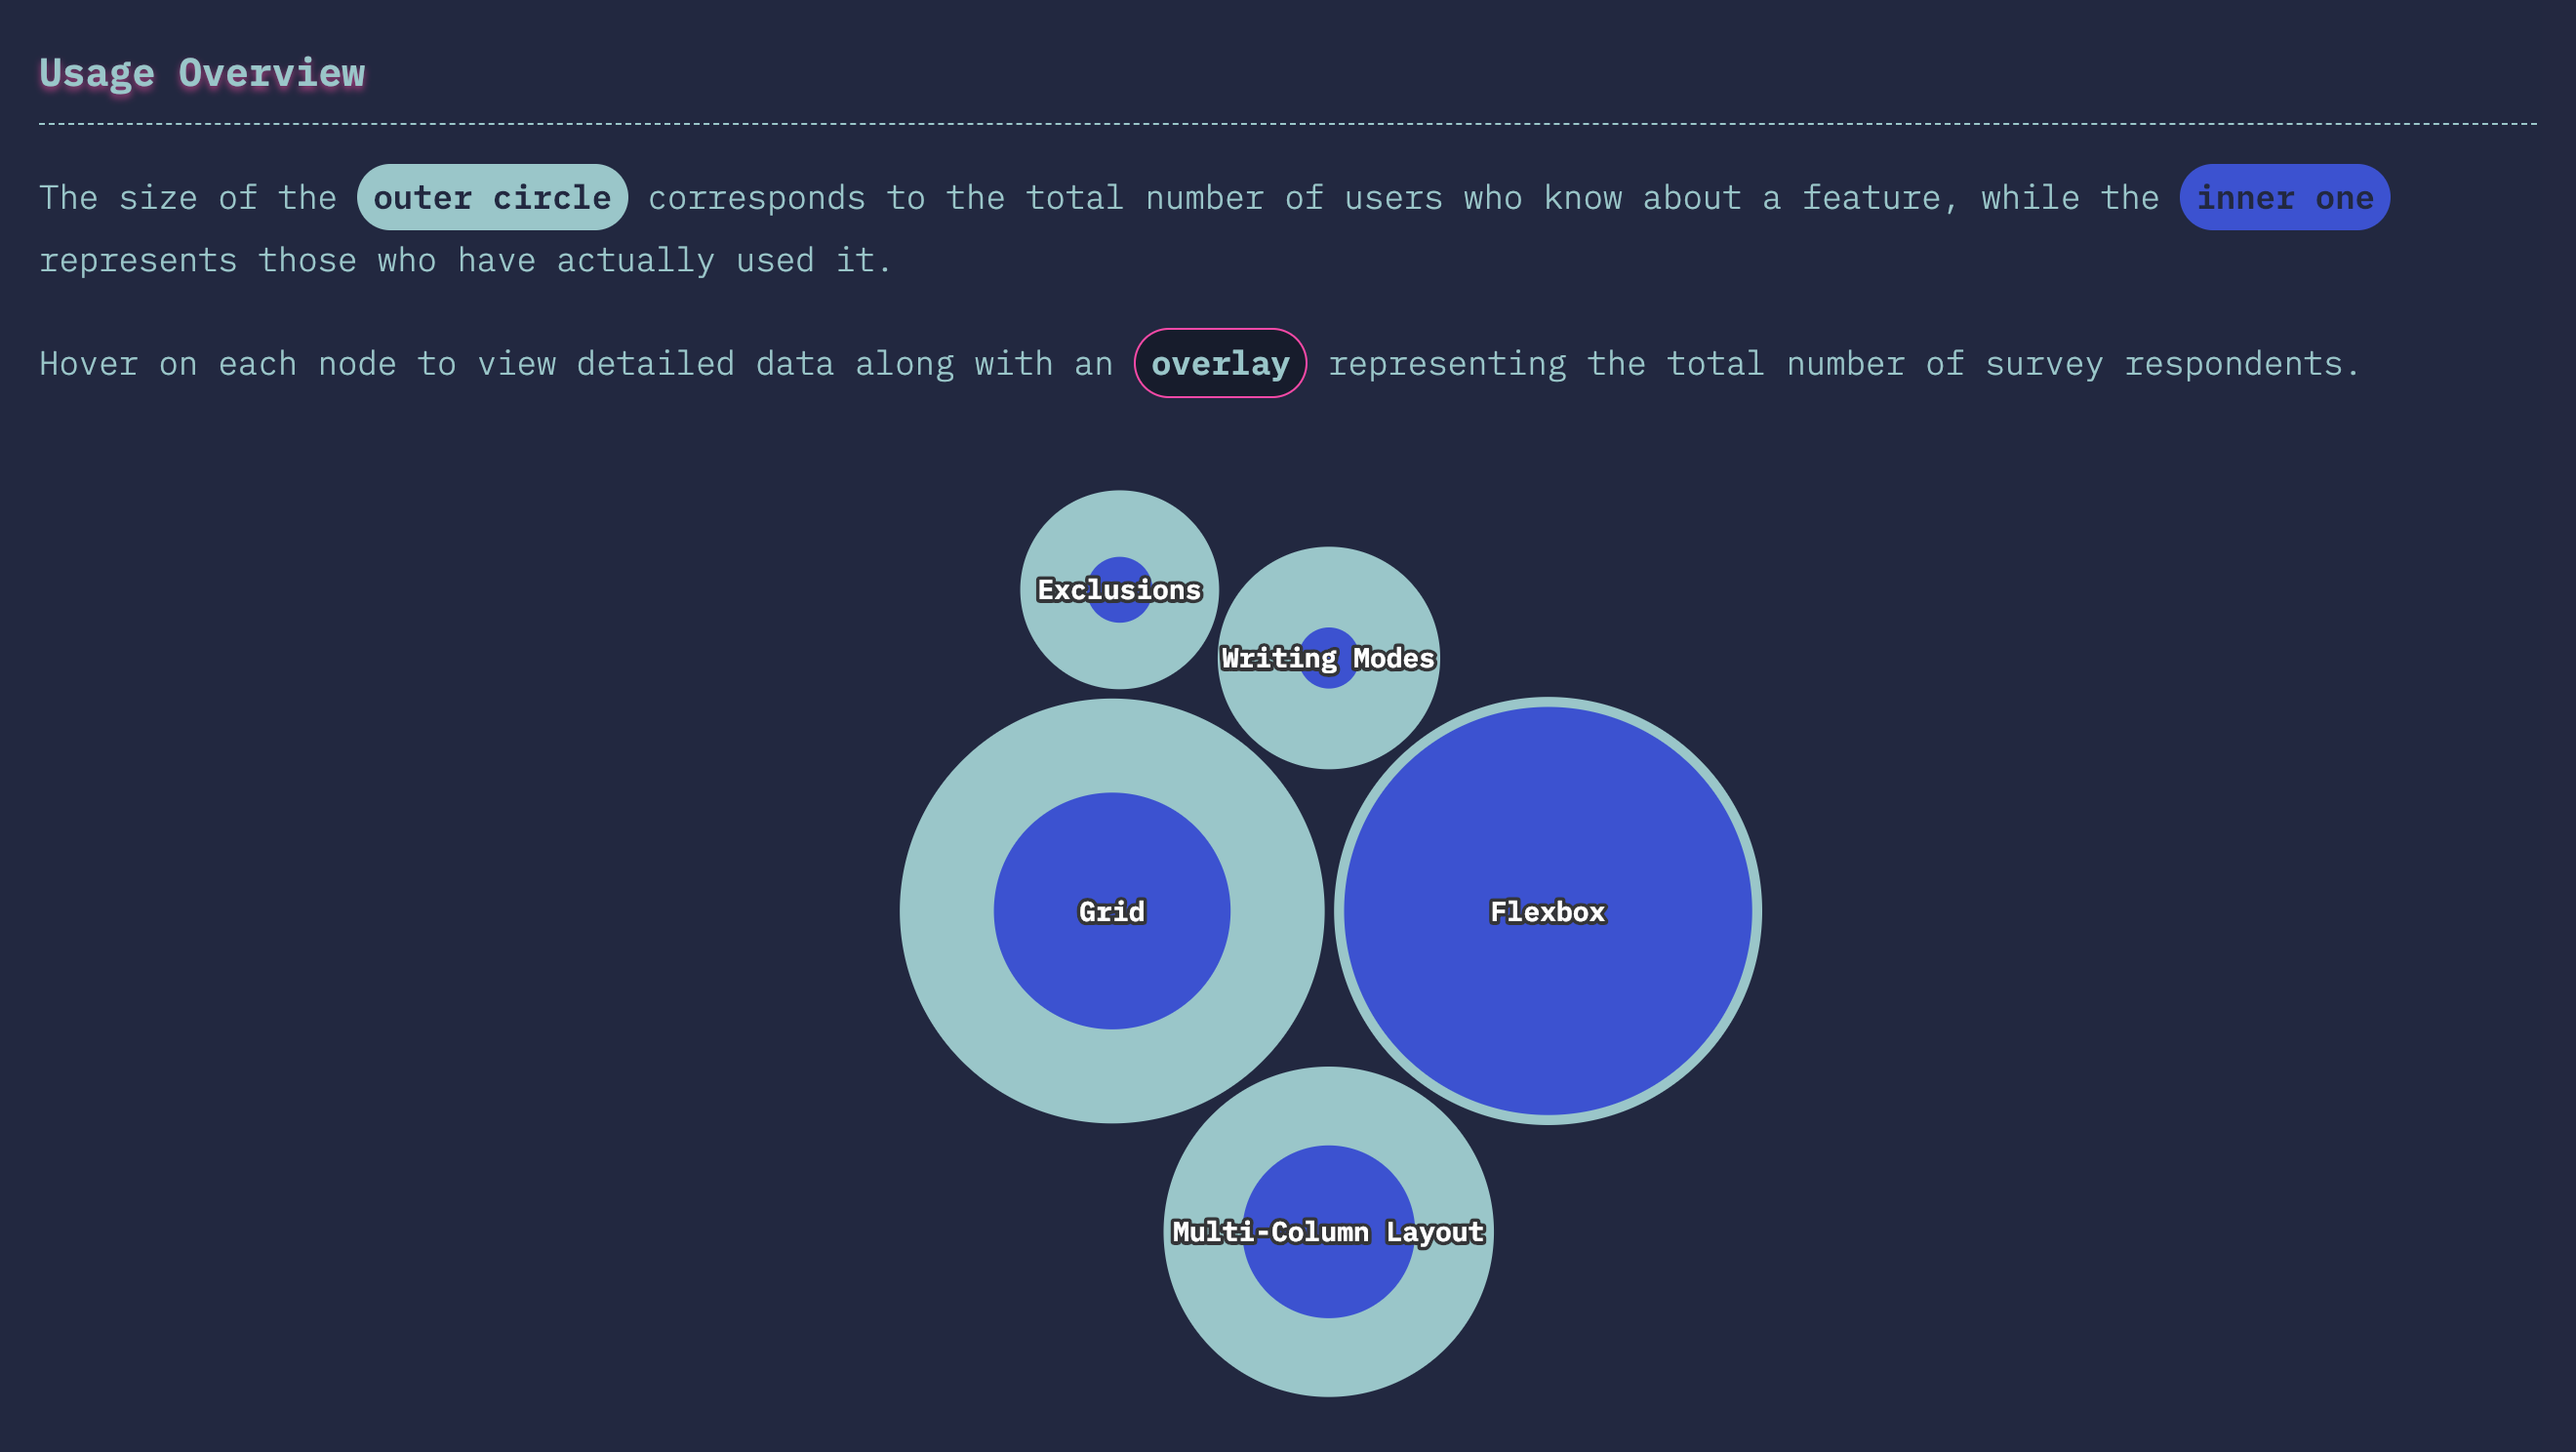 Usage Overview
The size of the outer circle corresponds to the total number of users who know about a feature, while the inner one
represents those who have actually used it.
Hover on each node to view detailed data along with an overlay representing the total number of survey respondents.
Exclusions
Writing Modes
Grid
Flexbox
Multi-Column Layout